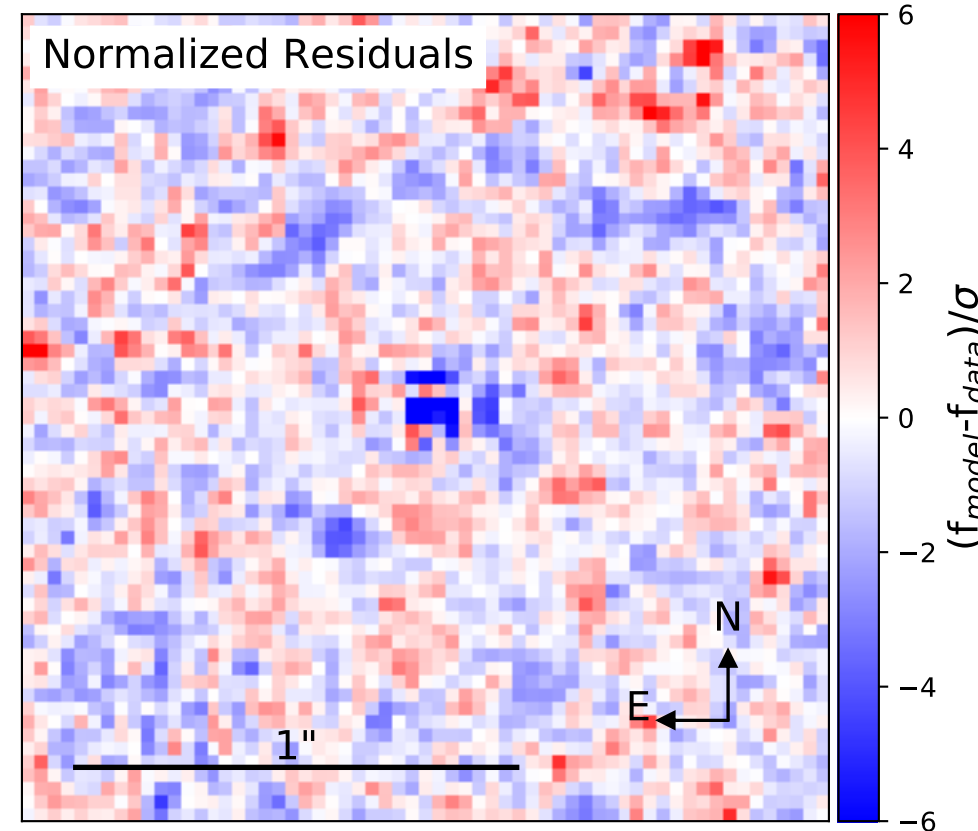 Normalized Residuals
6
4
2
0
−2
−4
−6
(f_model-f_data)/σ
N
E
1"